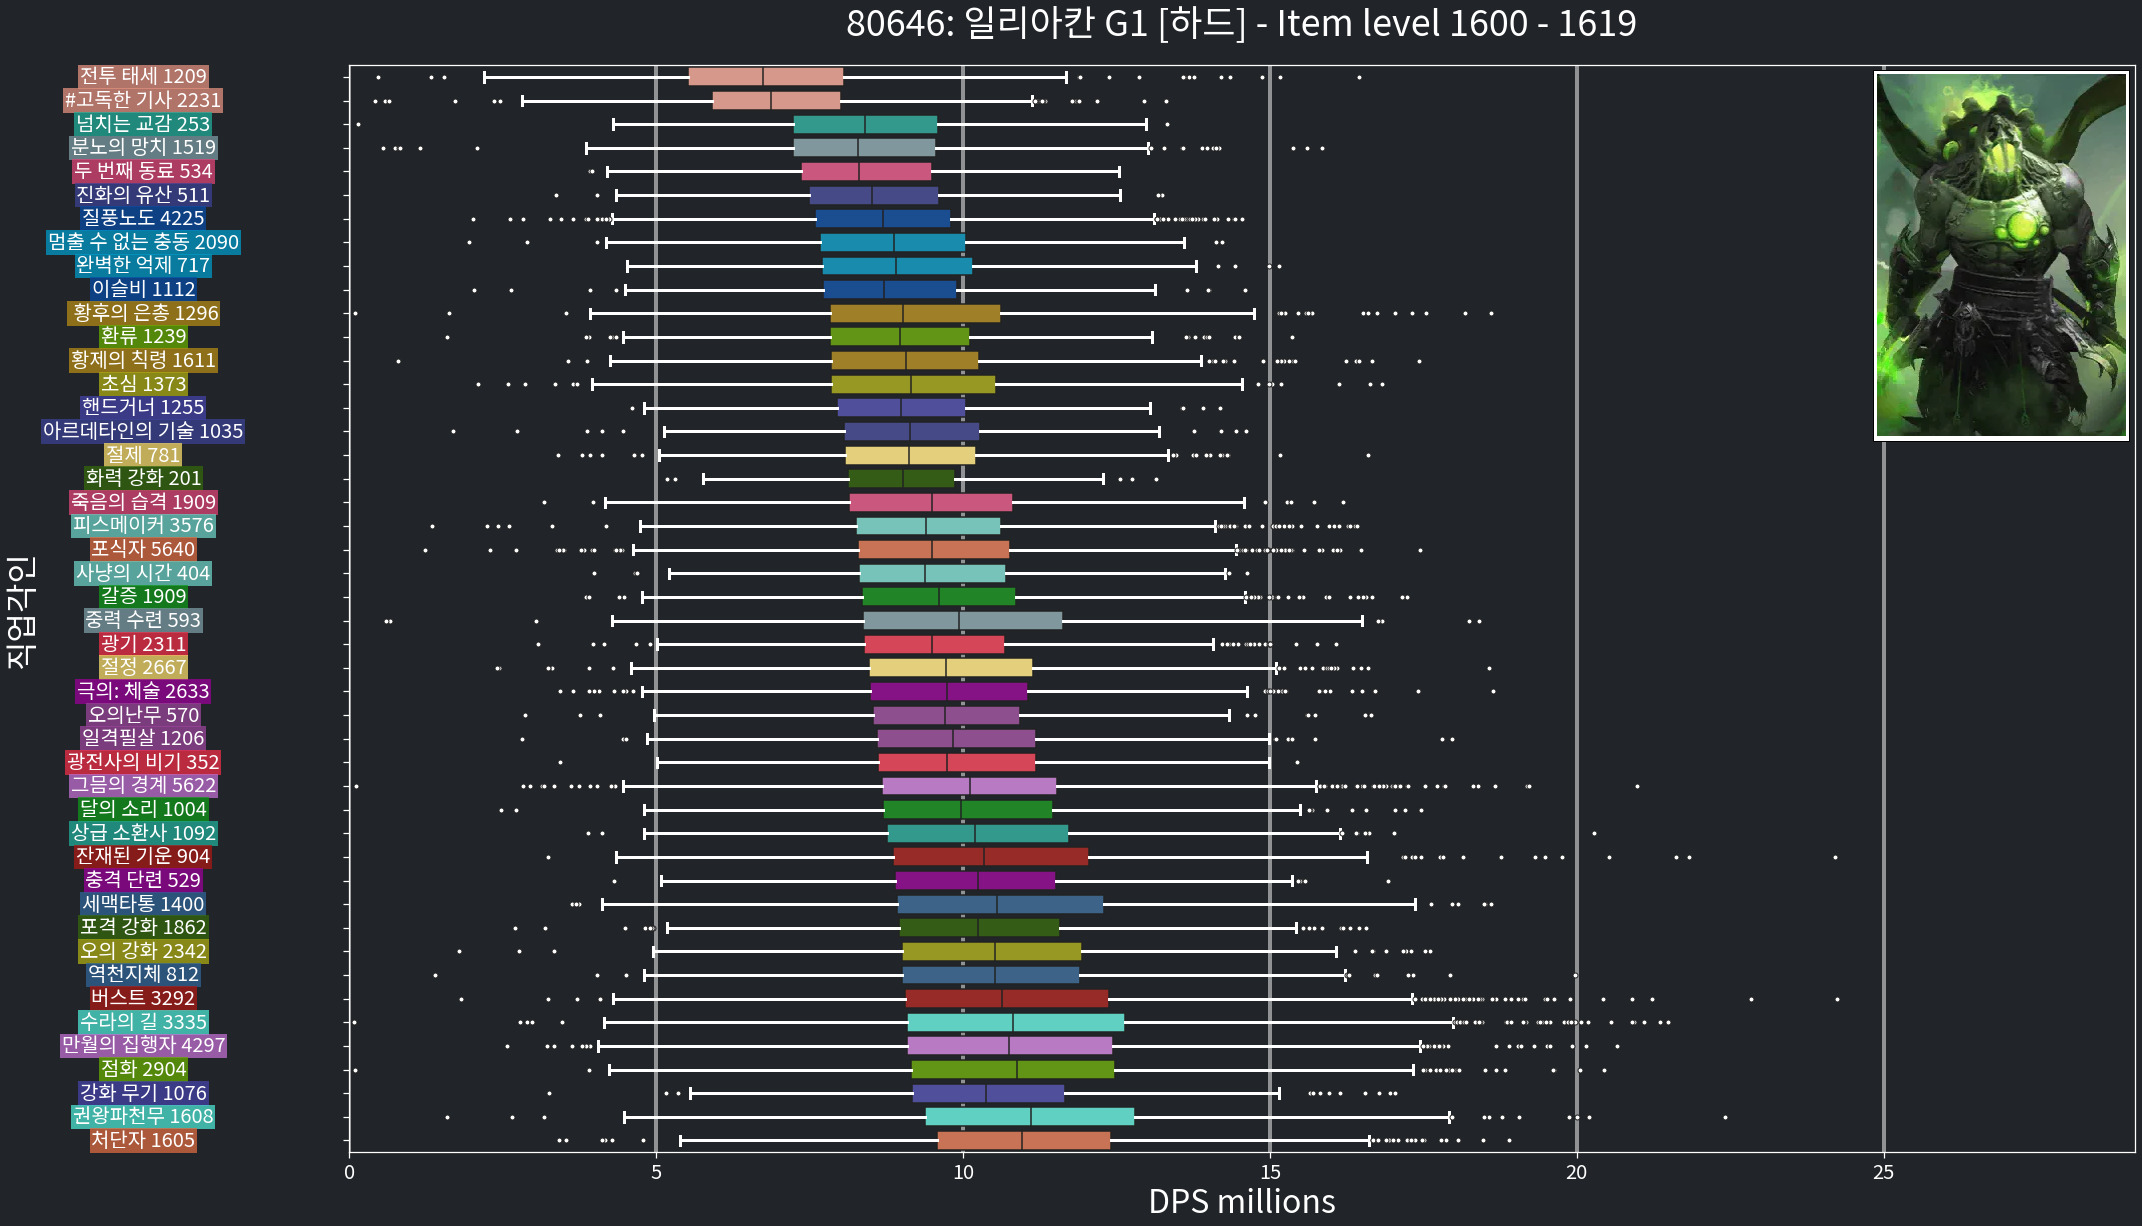 80646: 일리아칸 G1 [하드] - Item level 1600 - 1619
직업각인
전투 태세 1209
#고독한 기사 2231
넘치는 교감 253
분노의 망치 1519
두 번째 동료 534
진화의 유산 511
질풍노도 4225
멈출 수 없는 충동 2090
완벽한 억제 717
이슬비 1112
황후의 은총 1296
환류 1239
황제의 칙령 1611
초심 1373
핸드거너 1255
아르데타인의 기술 1035
절제 781
화력 강화 201
죽음의 습격 1909
피스메이커 3576
포식자 5640
사냥의 시간 404
갈증 1909
중력 수련 593
광기 2311
절정 2667
극의: 체술 2633
오의난무 570
일격필살 1206
광전사의 비기 352
그믐의 경계 5622
달의 소리 1004
상급 소환사 1092
잔재된 기운 904
충격 단련 529
세맥타통 1400
포격 강화 1862
오의 강화 2342
역천지체 812
버스트 3292
수라의 길 3335
만월의 집행자 4297
점화 2904
강화 무기 1076
권왕파천무 1608
처단자 1605
0 5 10 15 20 25
DPS millions